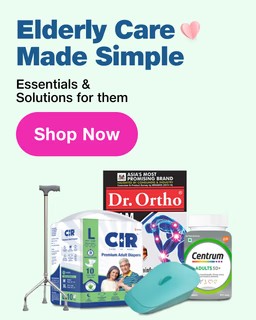 Elderly Care
Made Simple
Essentials &
Solutions for them
Shop Now
ASIA'S MOST
PROMISING BRAND
Dr. Ortho
L
10
Premium Adult Diapers
Centrum
ADULTS 50+